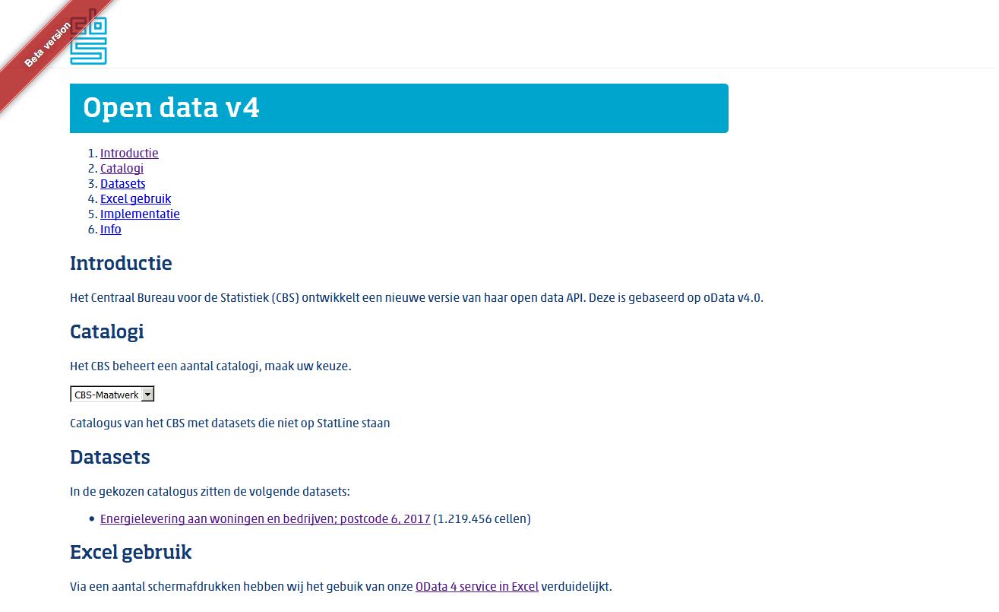 Beta version
cbs
Open data v4
1. Introductie
2. Catalogi
3. Datasets
4. Excel gebruik
5. Implementatie
6. Info
Introductie
Het Centraal Bureau voor de Statistiek (CBS) ontwikkelt een nieuwe versie van haar open data API. Deze is gebaseerd op oData v4.0.
Catalogi
Het CBS beheert een aantal catalogi, maak uw keuze.
CBS-Maatwerk
Catalogus van het CBS met datasets die niet op StatLine staan
Datasets
In de gekozen catalogus zitten de volgende datasets:
• Energielevering aan woningen en bedrijven; postcode 6, 2017 (1.219.456 cellen)
Excel gebruik
Via een aantal schermafdrukken hebben wij het gebuik van onze OData 4 service in Excel verduidelijkt.